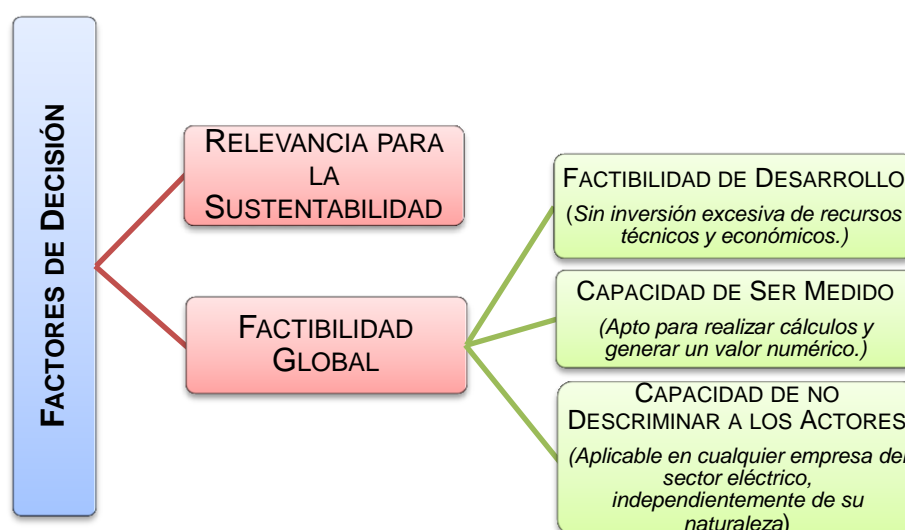 FACTORES DE DECISIÓN
RELEVANCIA PARA
LA
SUSTENTABILIDAD
FACTIBILIDAD
GLOBAL
FACTIBILIDAD DE DESARROLLO
(Sin inversión excesiva de recursos
técnicos y económicos.)
CAPACIDAD DE SER MEDIDO
(Apto para realizar cálculos y
generar un valor numérico.)
CAPACIDAD DE NO
DESCRIMINAR A LOS ACTORES
(Aplicable en cualquier empresa del
sector eléctrico,
independientemente de su
naturaleza)